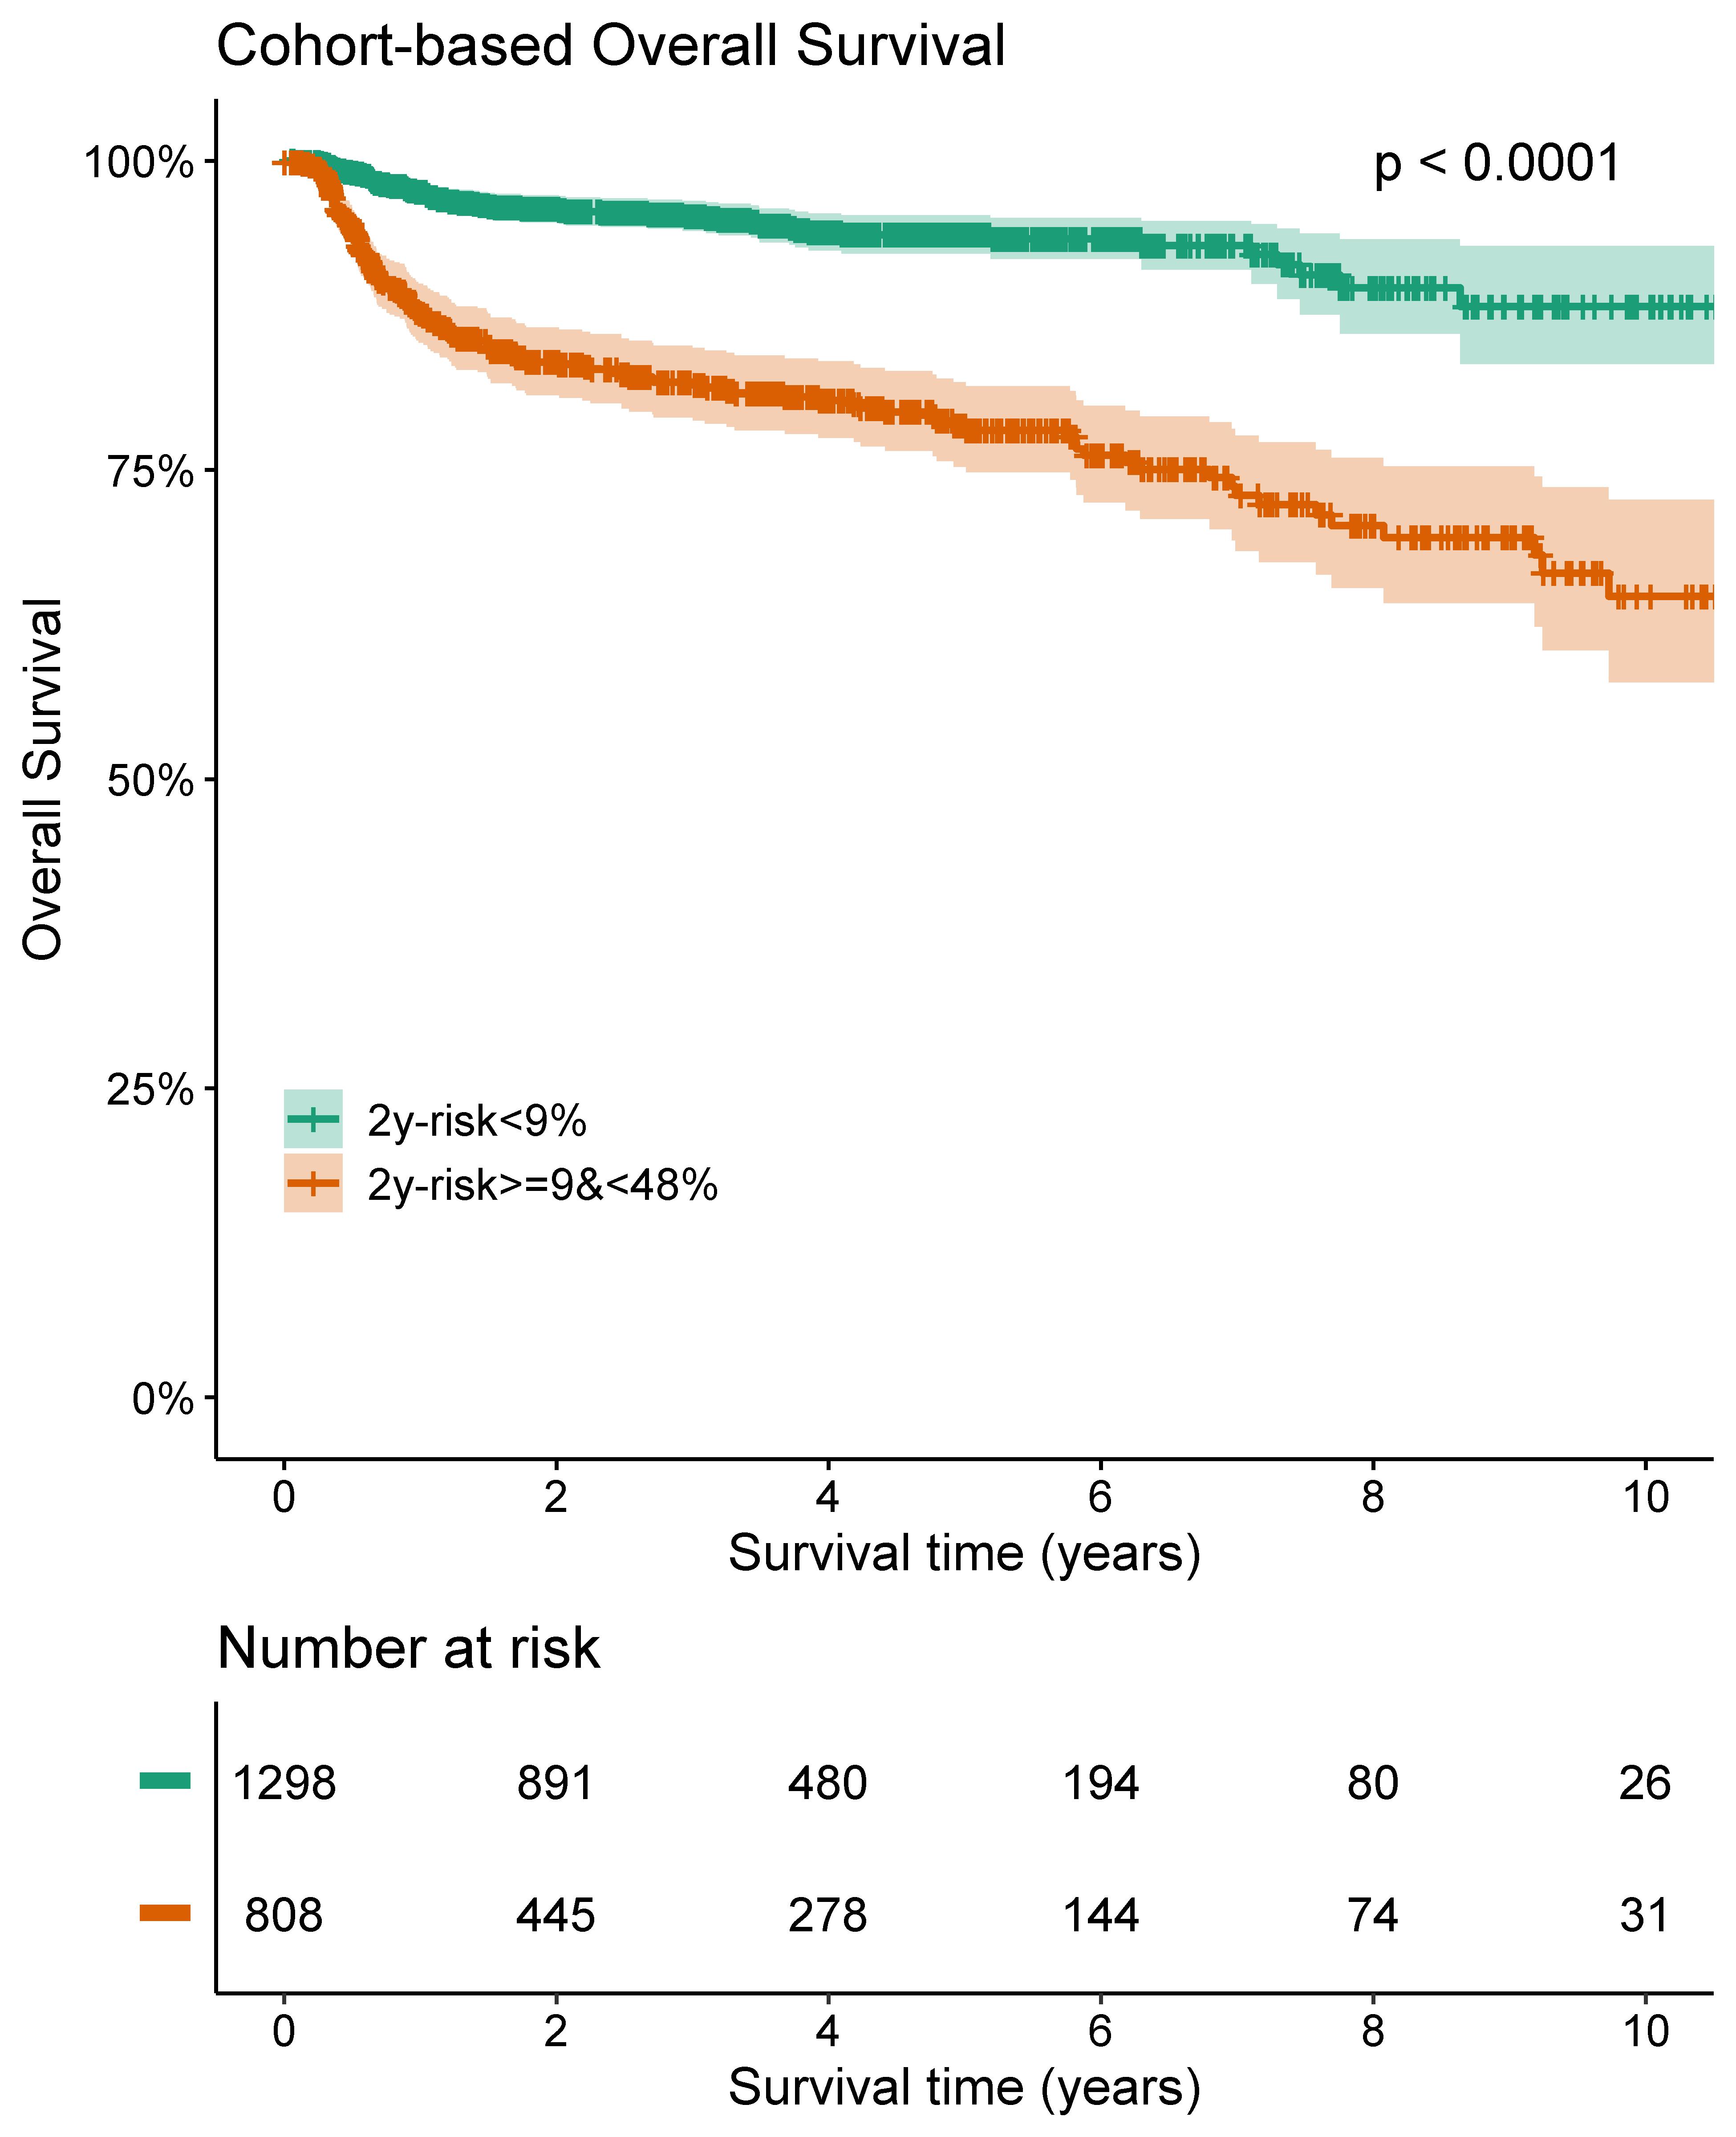 Cohort-based Overall Survival
p < 0.0001
100%
75%
50%
25%
0%
Overall Survival
2y-risk<9%
2y-risk>=9&<48%
0 2 4 6 8 10
Survival time (years)
Number at risk
1298 891 480 194 80 26
808 445 278 144 74 31
0 2 4 6 8 10
Survival time (years)